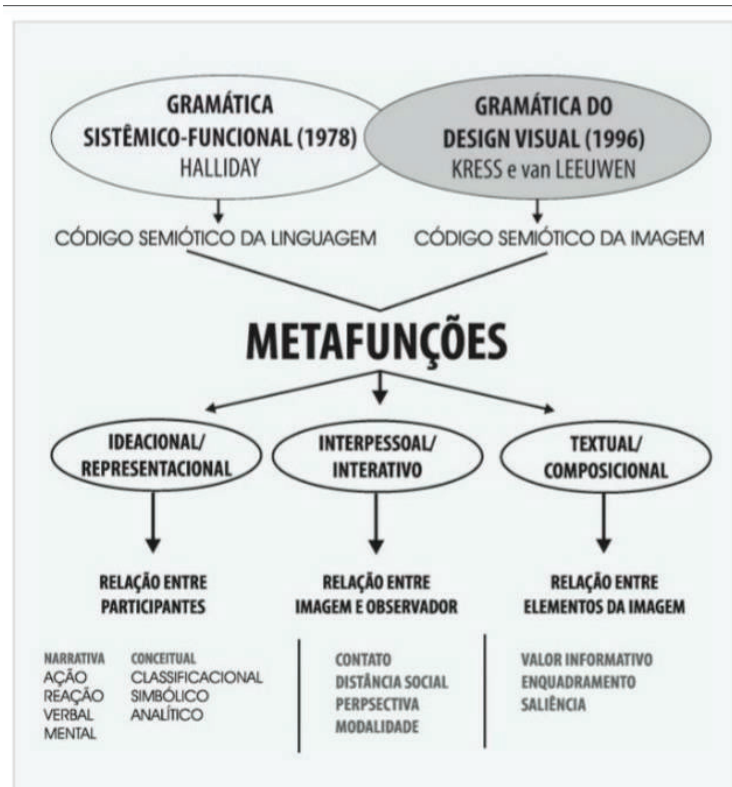 GRAMÁTICA
SISTÊMICO-FUNCIONAL (1978)
HALLIDAY
GRAMÁTICA DO
DESIGN VISUAL (1996)
KRESS e van LEEUWEN
CÓDIGO SEMIÓTICO DA LINGUAGEM
CÓDIGO SEMIÓTICO DA IMAGEM
METAFUNÇÕES
IDEACIONAL/
REPRESENTACIONAL
INTERPESSOAL/
INTERATIVO
TEXTUAL/
COMPOSICIONAL
RELAÇÃO ENTRE
PARTICIPANTES
RELAÇÃO ENTRE
IMAGEM E OBSERVADOR
RELAÇÃO ENTRE
ELEMENTOS DA IMAGEM
NARRATIVA
AÇÃO
REAÇÃO
VERBAL
MENTAL
CONCEITUAL
CLASSIFICACIONAL
SIMBÓLICO
ANALÍTICO
CONTATO
DISTÂNCIA SOCIAL
PERPSECTIVA
MODALIDADE
VALOR INFORMATIVO
ENQUADRAMENTO
SALIÊNCIA